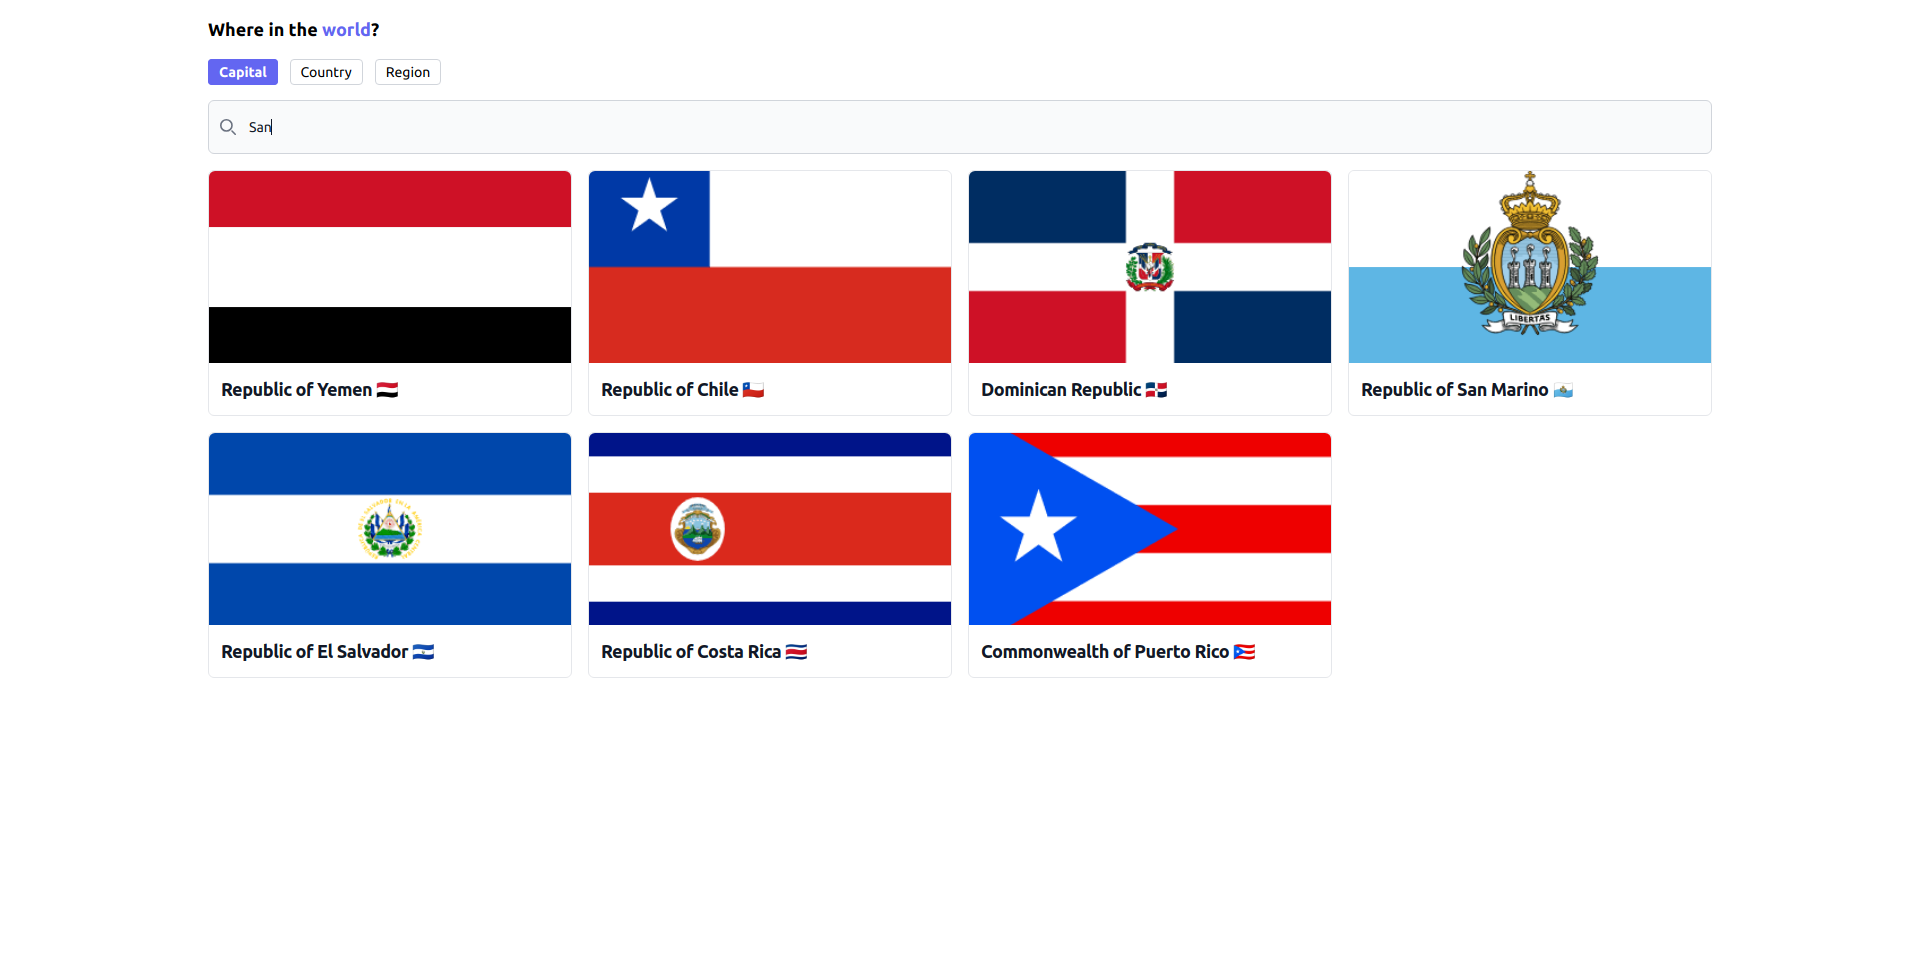 Where in the world?
Capital Country Region
San
LIBERTAS
Republic of Yemen 🇾🇪
Republic of Chile 🇨🇱
Dominican Republic 🇩🇴
Republic of San Marino 🇸🇲
Republic of El Salvador 🇸🇻
Republic of Costa Rica 🇨🇷
Commonwealth of Puerto Rico 🇵🇷